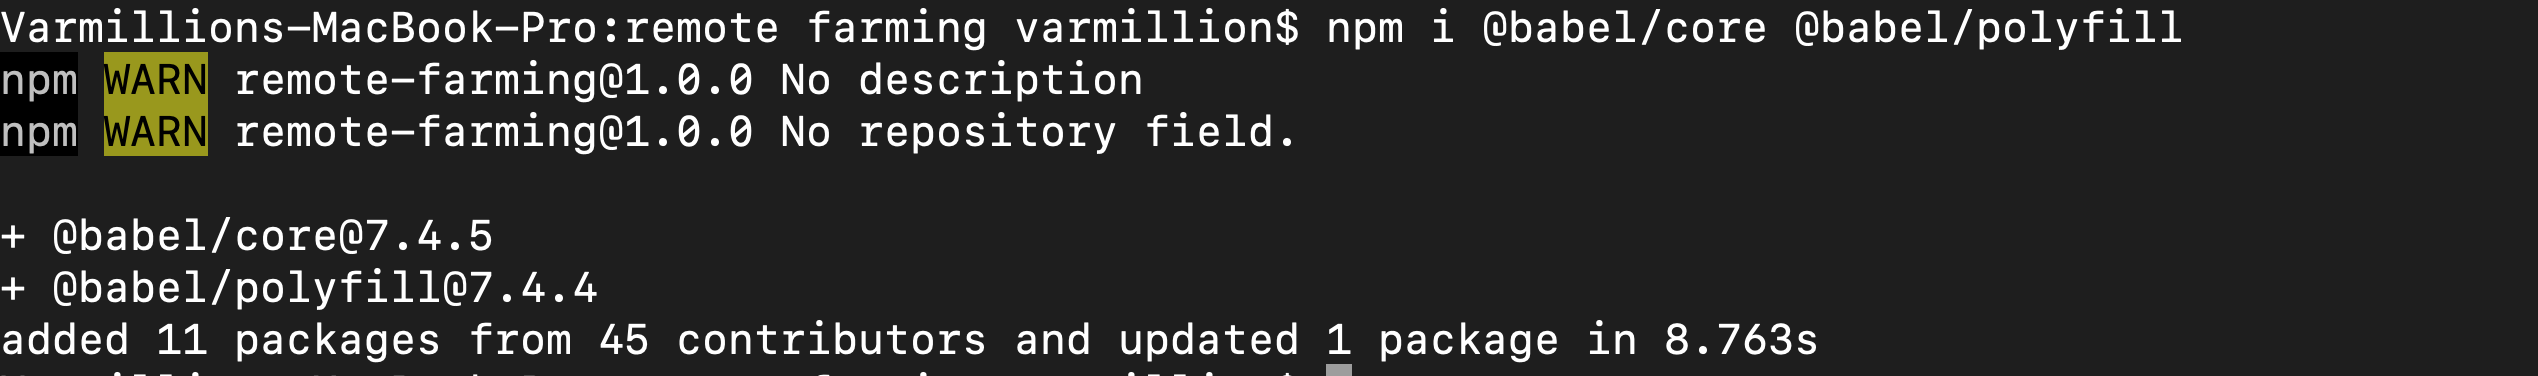 Varmillions-MacBook-Pro:remote farming varmillion$ npm i @babel/core @babel/polyfill
npm WARN remote-farming@1.0.0 No description
npm WARN remote-farming@1.0.0 No repository field.
+ @babel/core@7.4.5
+ @babel/polyfill@7.4.4
added 11 packages from 45 contributors and updated 1 package in 8.763s